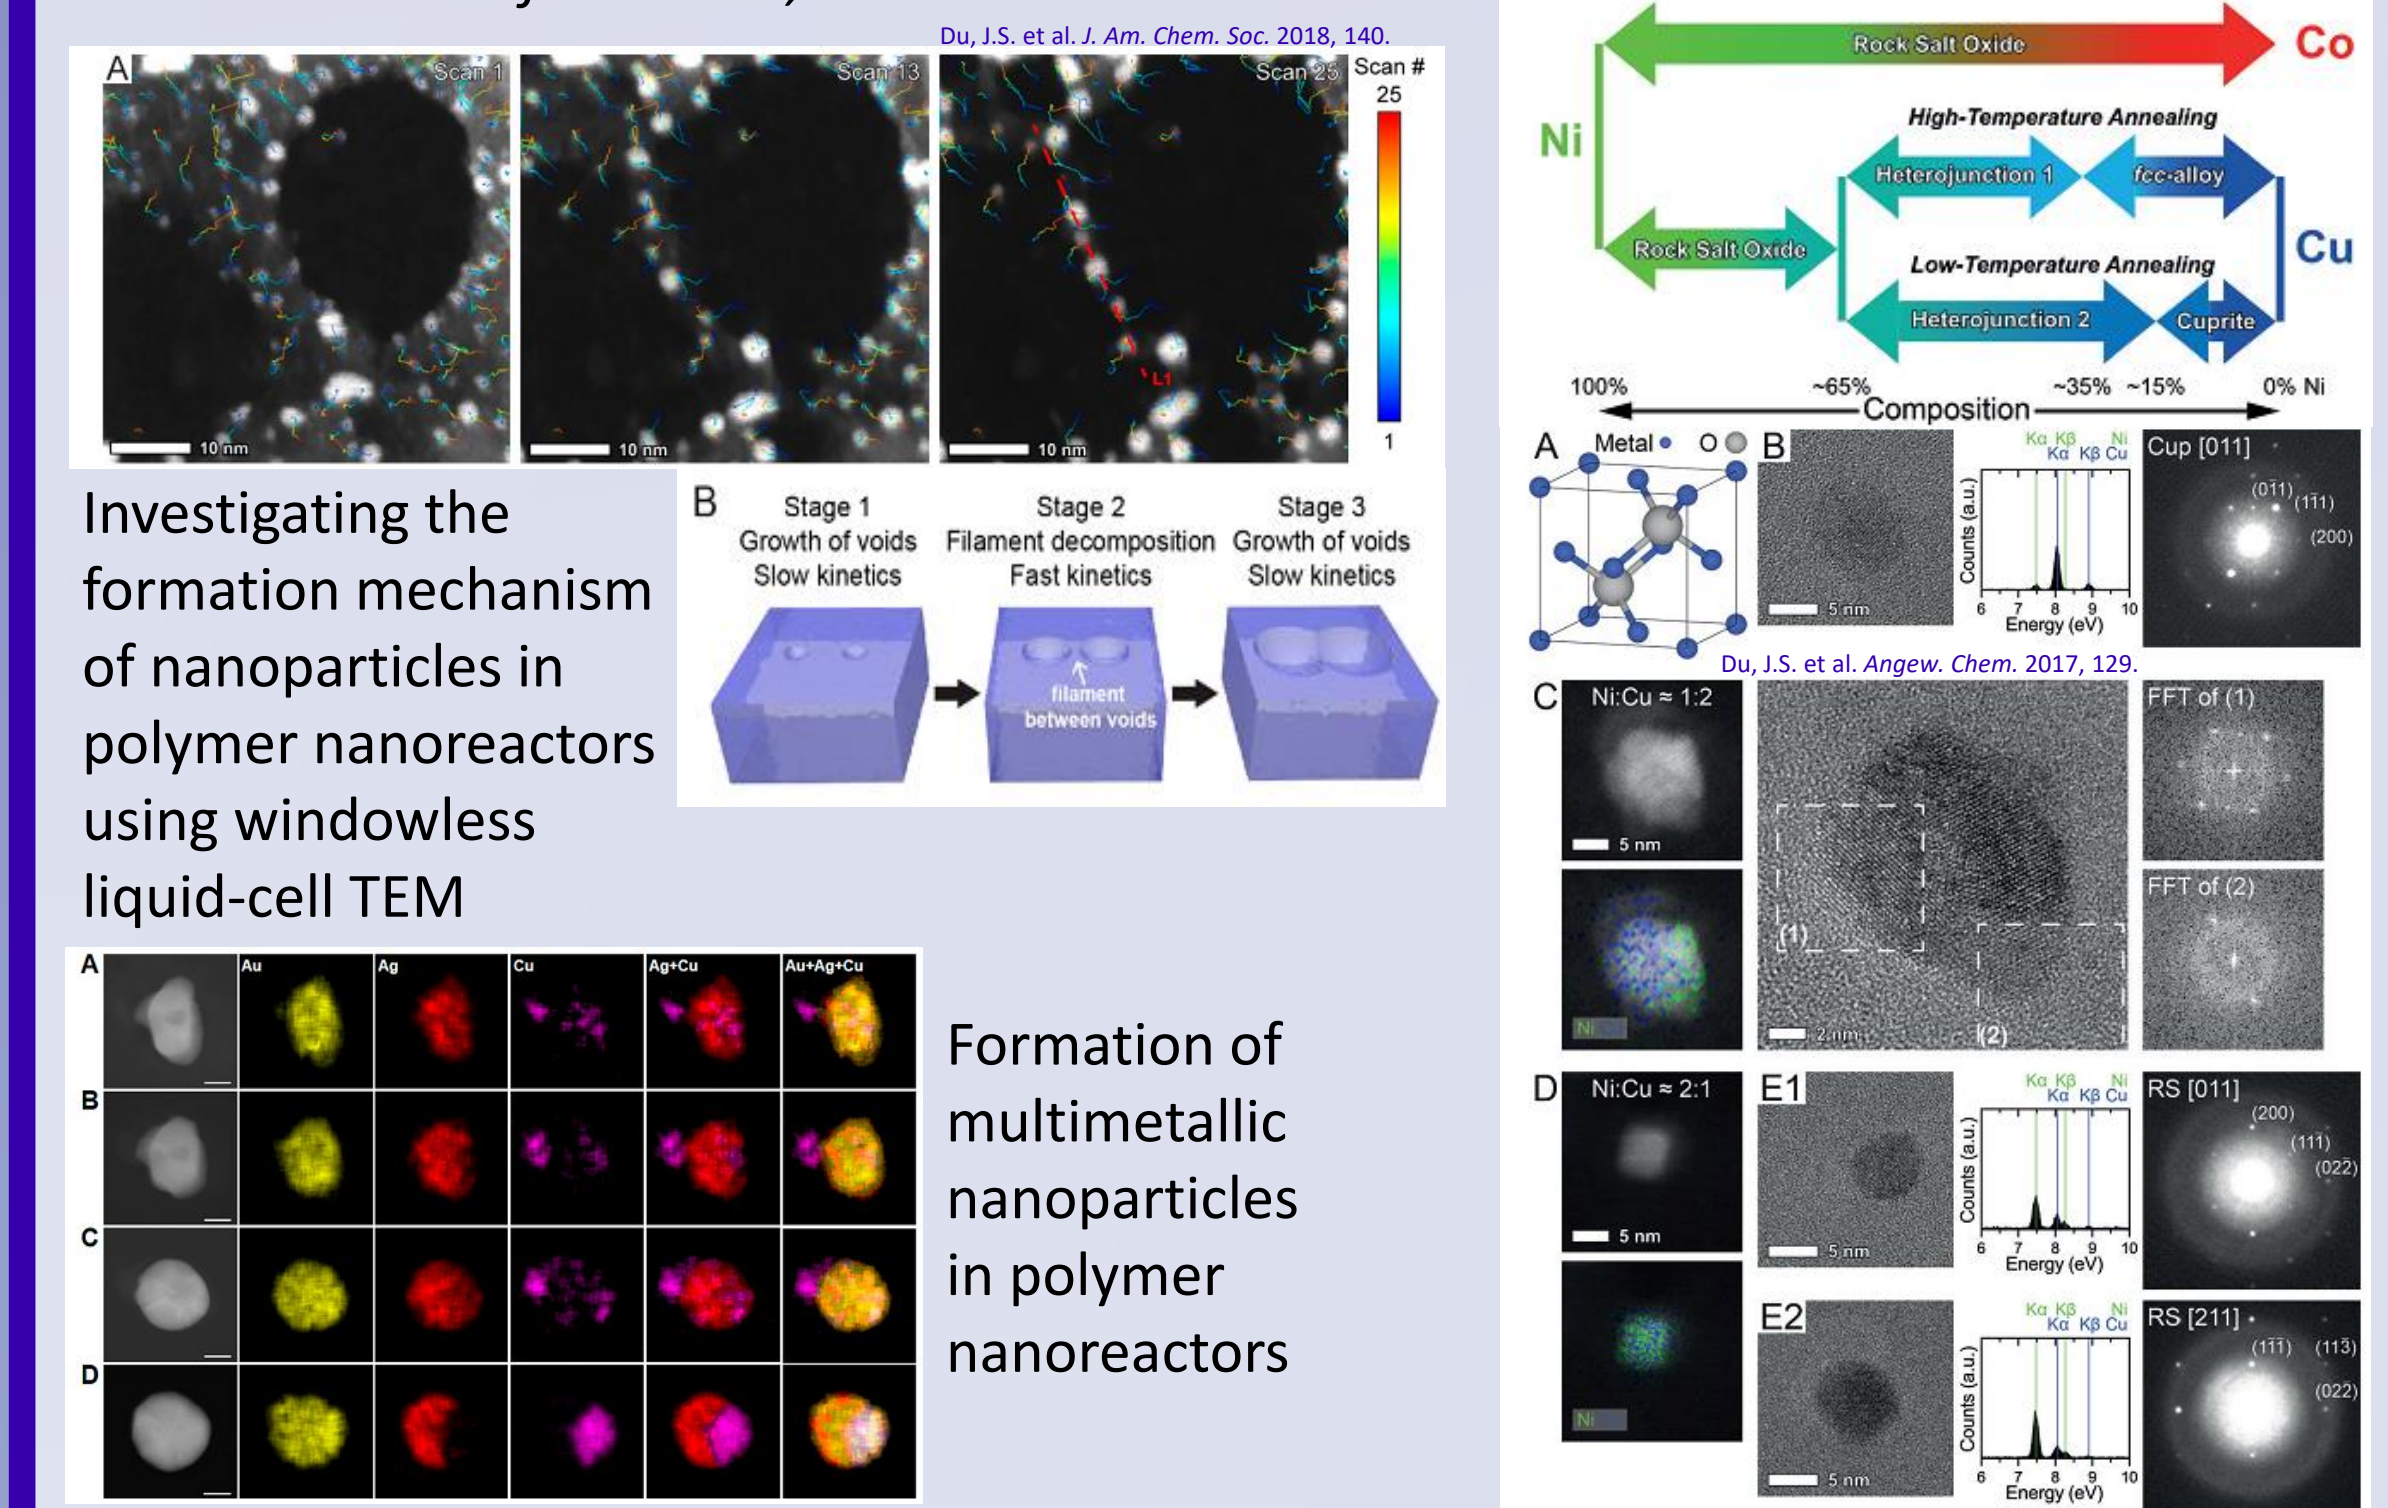 Du, J.S. et al. J. Am. Chem. Soc. 2018, 140.
A
Scan 1
Scan 13
Scan 25
Scan #
25
1
L1
10 nm
10 nm
10 nm
Investigating the
formation mechanism
of nanoparticles in
polymer nanoreactors
using windowless
liquid-cell TEM
B
Stage 1
Growth of voids
Slow kinetics
Stage 2
Filament decomposition
Fast kinetics
Stage 3
Growth of voids
Slow kinetics
filament
between voids
A
Au
Ag
Cu
Ag+Cu
Au+Ag+Cu
B
C
D
Formation of
multimetallic
nanoparticles
in polymer
nanoreactors
Rock Salt Oxide
Co
Ni
High-Temperature Annealing
Heterojunction 1
fcc-alloy
Rock Salt Oxide
Cu
Low-Temperature Annealing
Heterojunction 2
Cuprite
100% ~65% ~35% ~15% 0% Ni
Composition
A
Metal O
B
5 nm
Kα Kβ Ni
Kα Kβ Cu
Counts (a.u.)
6 7 8 9 10
Energy (eV)
Cup [011]
(01̅1)
(11̅1)
(200)
Du, J.S. et al. Angew. Chem. 2017, 129.
C
Ni:Cu ≈ 1:2
5 nm
Ni
(1)
(2)
2 nm
FFT of (1)
FFT of (2)
D
Ni:Cu ≈ 2:1
5 nm
Ni
E1
5 nm
Kα Kβ Ni
Kα Kβ Cu
Counts (a.u.)
6 7 8 9 10
Energy (eV)
RS [011]
(200)
(111̅)
(022̅)
E2
5 nm
Kα Kβ Ni
Kα Kβ Cu
Counts (a.u.)
6 7 8 9 10
Energy (eV)
RS [211]
(11̅1̅)
(113̅)
(022̅)